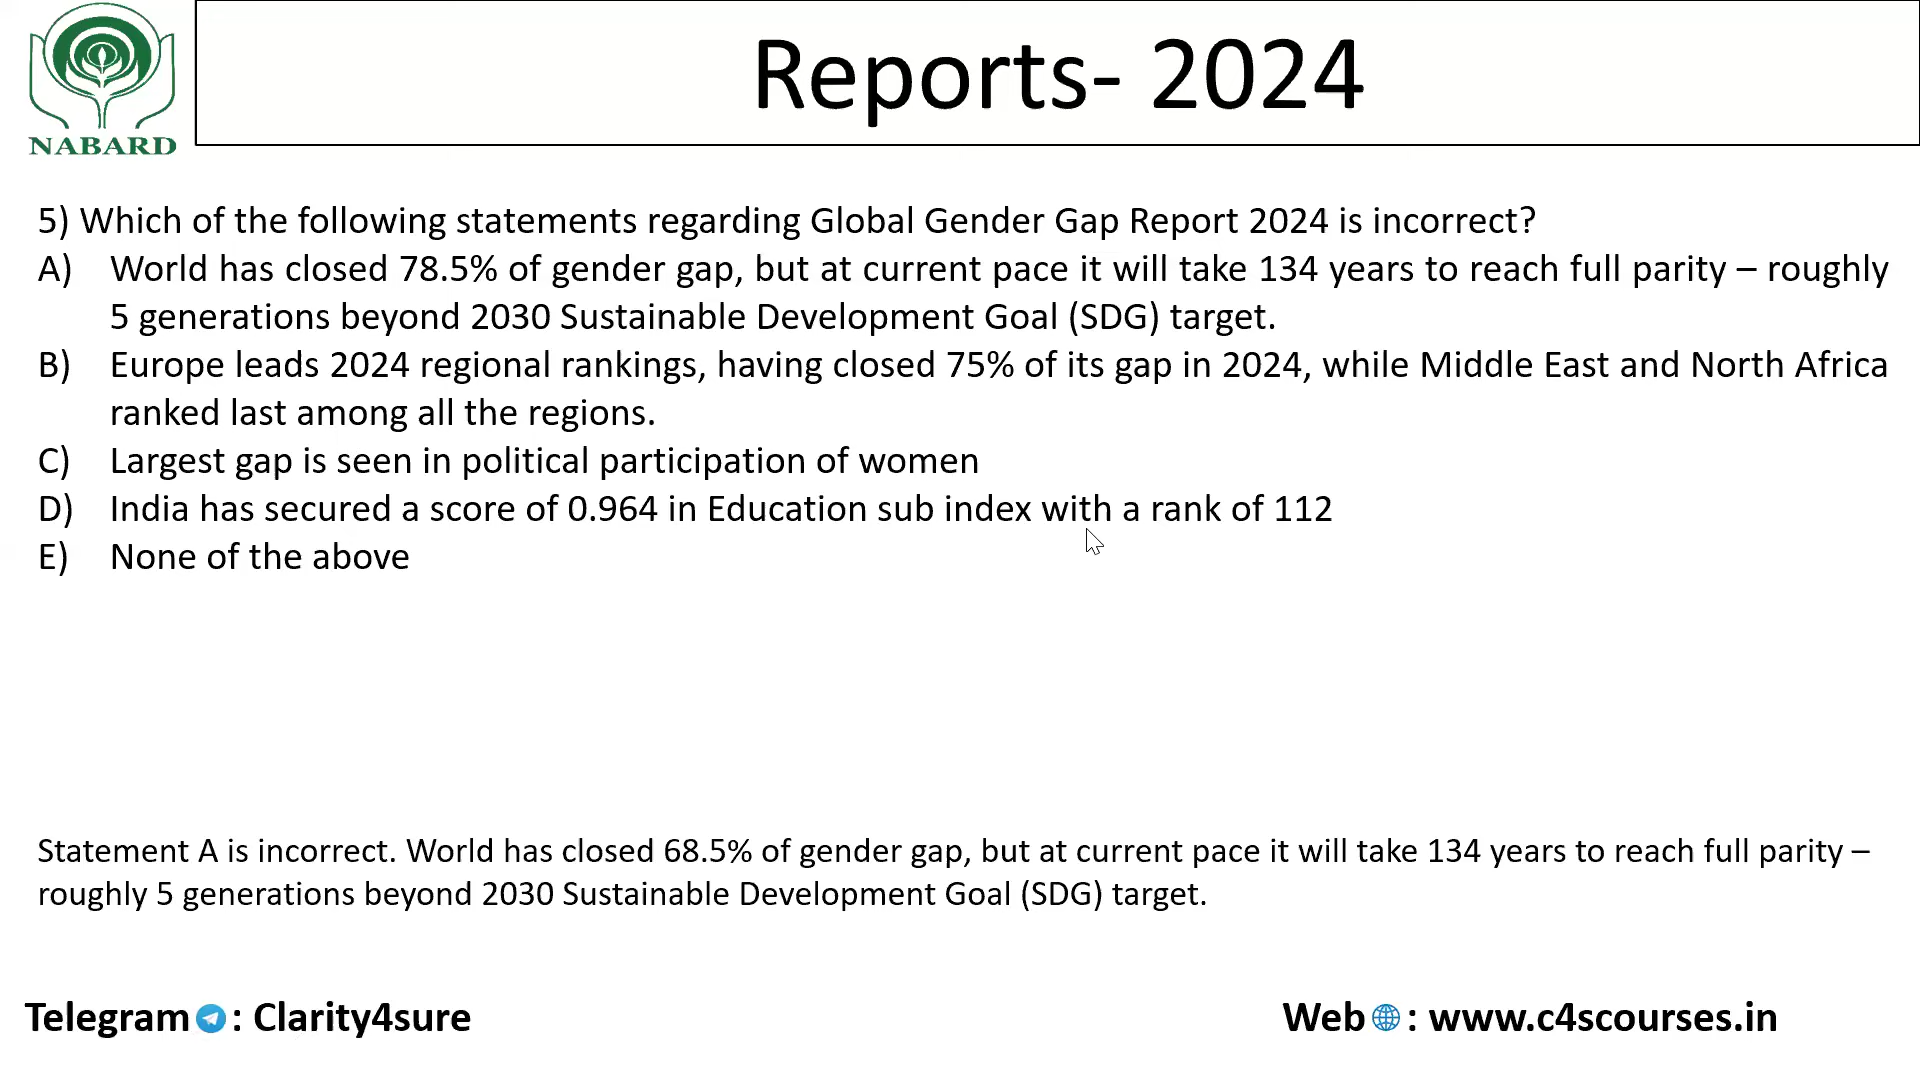 NABARD
Reports- 2024
5) Which of the following statements regarding Global Gender Gap Report 2024 is incorrect?
A) World has closed 78.5% of gender gap, but at current pace it will take 134 years to reach full parity – roughly
5 generations beyond 2030 Sustainable Development Goal (SDG) target.
B) Europe leads 2024 regional rankings, having closed 75% of its gap in 2024, while Middle East and North Africa
ranked last among all the regions.
C) Largest gap is seen in political participation of women
D) India has secured a score of 0.964 in Education sub index with a rank of 112
E) None of the above
Statement A is incorrect. World has closed 68.5% of gender gap, but at current pace it will take 134 years to reach full parity –
roughly 5 generations beyond 2030 Sustainable Development Goal (SDG) target.
Telegram : Clarity4sure
Web : www.c4scourses.in